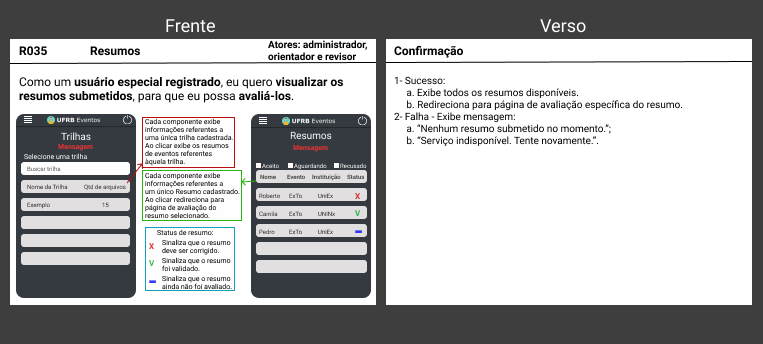 Frente
R035 Resumos Atores: administrador,
orientador e revisor
Como um usuário especial registrado, eu quero visualizar os
resumos submetidos, para que eu possa avaliá-los.
UFRB Eventos
Trilhas
Mensagem
Selecione uma trilha
Buscar trilha
Nome da Trilha Qtd de arquivos
Exemplo 15
Cada componente exibe
informações referentes a
uma única trilha cadastrada.
Ao clicar exibe os resumos
de eventos referentes
àquela trilha.
Cada componente exibe
informações referentes a
um único Resumo cadastrado.
Ao clicar redireciona para
página de avaliação do
resumo selecionado.
Status de resumo:
X Sinaliza que o resumo
deve ser corrigido.
V Sinaliza que o resumo
foi validado.
Sinaliza que o resumo
ainda não foi avaliado.
UFRB Eventos
Resumos
Mensagem
Aceito Aguardando Recusado
Nome Evento Instituição Status
Roberto ExTo UniEx X
Camila ExTo UNINx V
Pedro ExTo UniEx
Verso
Confirmação
1- Sucesso:
a. Exibe todos os resumos disponíveis.
b. Redireciona para página de avaliação específica do resumo.
2- Falha - Exibe mensagem:
a. “Nenhum resumo submetido no momento.”;
b. “Serviço indisponível. Tente novamente.”.